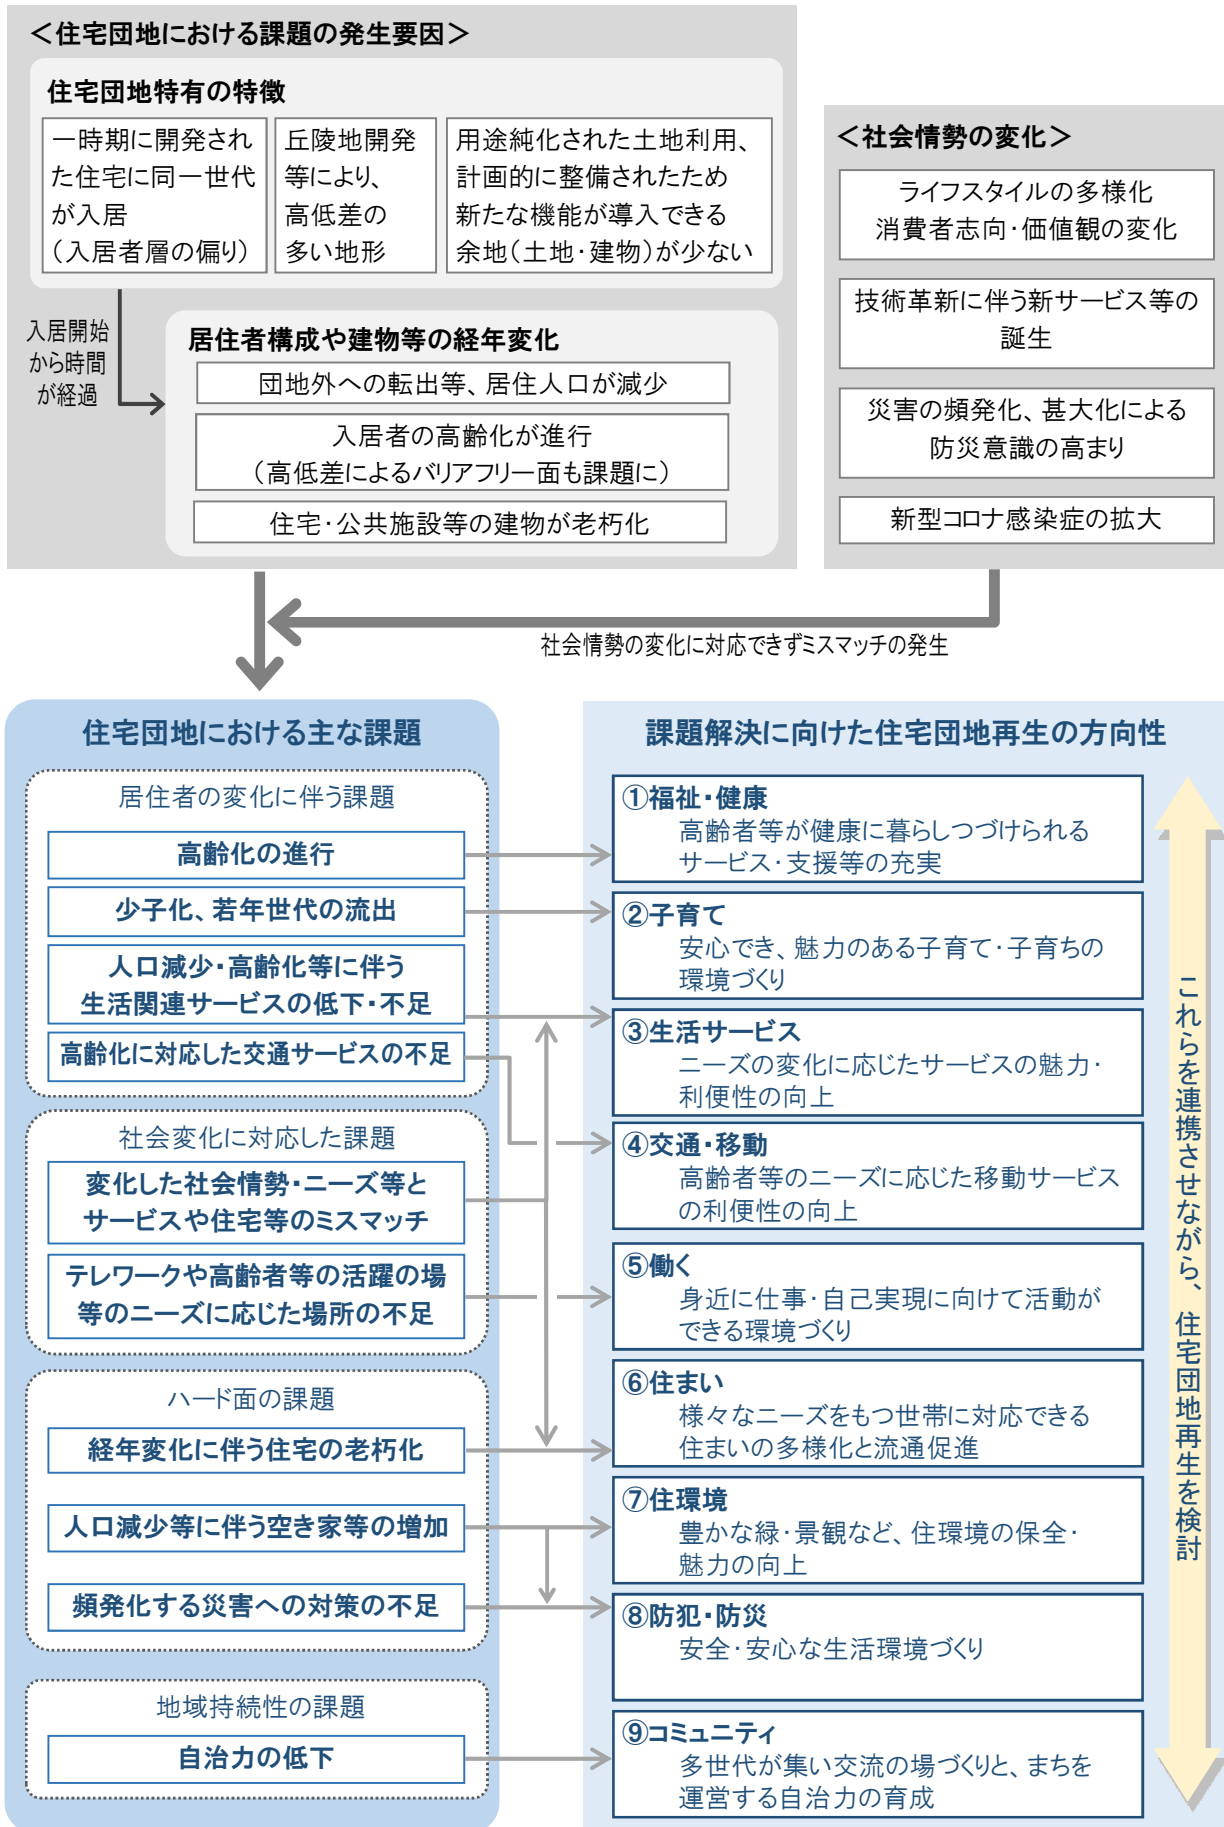 ＜住宅団地における課題の発生要因＞
住宅団地特有の特徴
一時期に開発され
た住宅に同一世代
が入居
（入居者層の偏り）
丘陵地開発
等により、
高低差の
多い地形
用途純化された土地利用、
計画的に整備されたため
新たな機能が導入できる
余地（土地・建物）が少ない
入居開始
から時間
が経過
居住者構成や建物等の経年変化
団地外への転出等、居住人口が減少
入居者の高齢化が進行
（高低差によるバリアフリー面も課題に）
住宅・公共施設等の建物が老朽化
＜社会情勢の変化＞
ライフスタイルの多様化
消費者志向・価値観の変化
技術革新に伴う新サービス等の
誕生
災害の頻発化、甚大化による
防災意識の高まり
新型コロナ感染症の拡大
社会情勢の変化に対応できずミスマッチの発生
住宅団地における主な課題
居住者の変化に伴う課題
高齢化の進行
少子化、若年世代の流出
人口減少・高齢化等に伴う
生活関連サービスの低下・不足
高齢化に対応した交通サービスの不足
社会変化に対応した課題
変化した社会情勢・ニーズ等と
サービスや住宅等のミスマッチ
テレワークや高齢者等の活躍の場
等のニーズに応じた場所の不足
ハード面の課題
経年変化に伴う住宅の老朽化
人口減少等に伴う空き家等の増加
頻発化する災害への対策の不足
地域持続性の課題
自治力の低下
課題解決に向けた住宅団地再生の方向性
①福祉・健康
高齢者等が健康に暮らしつづけられる
サービス・支援等の充実
②子育て
安心でき、魅力のある子育て・子育ちの
環境づくり
③生活サービス
ニーズの変化に応じたサービスの魅力・
利便性の向上
④交通・移動
高齢者等のニーズに応じた移動サービス
の利便性の向上
⑤働く
身近に仕事・自己実現に向けて活動が
できる環境づくり
⑥住まい
様々なニーズをもつ世帯に対応できる
住まいの多様化と流通促進
⑦住環境
豊かな緑・景観など、住環境の保全・
魅力の向上
⑧防犯・防災
安全・安心な生活環境づくり
⑨コミュニティ
多世代が集い交流の場づくりと、まちを
運営する自治力の育成
これらを連携させながら、住宅団地再生を検討